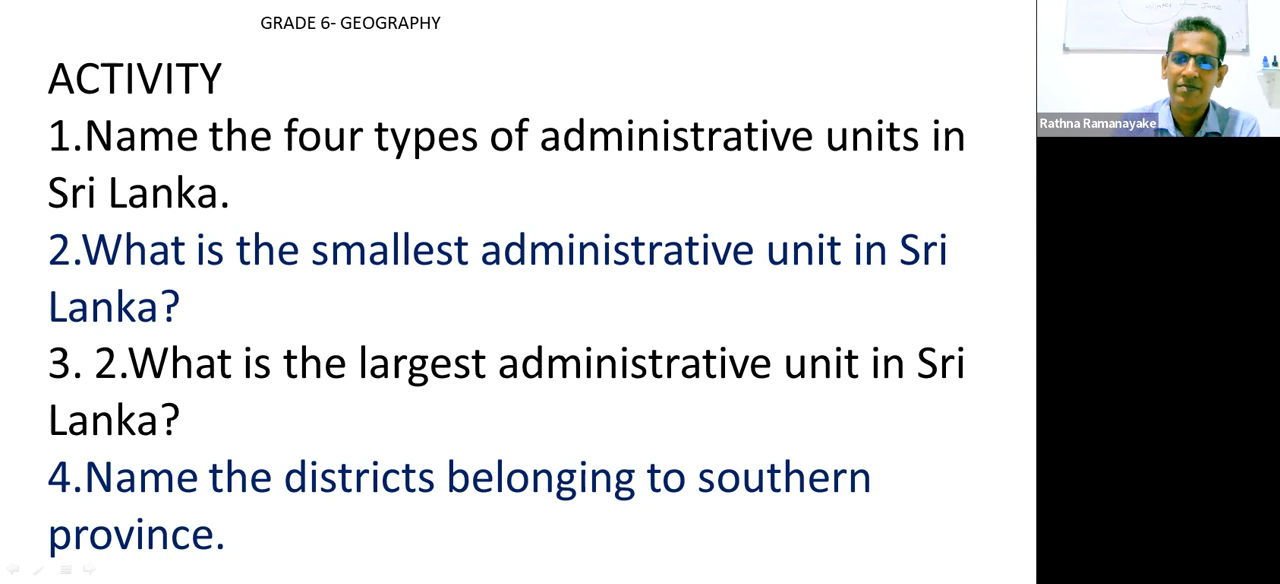 GRADE 6- GEOGRAPHY
ACTIVITY
1.Name the four types of administrative units in
Sri Lanka.
2.What is the smallest administrative unit in Sri
Lanka?
3. 2.What is the largest administrative unit in Sri
Lanka?
4.Name the districts belonging to southern
province.
Rathna Ramanayake